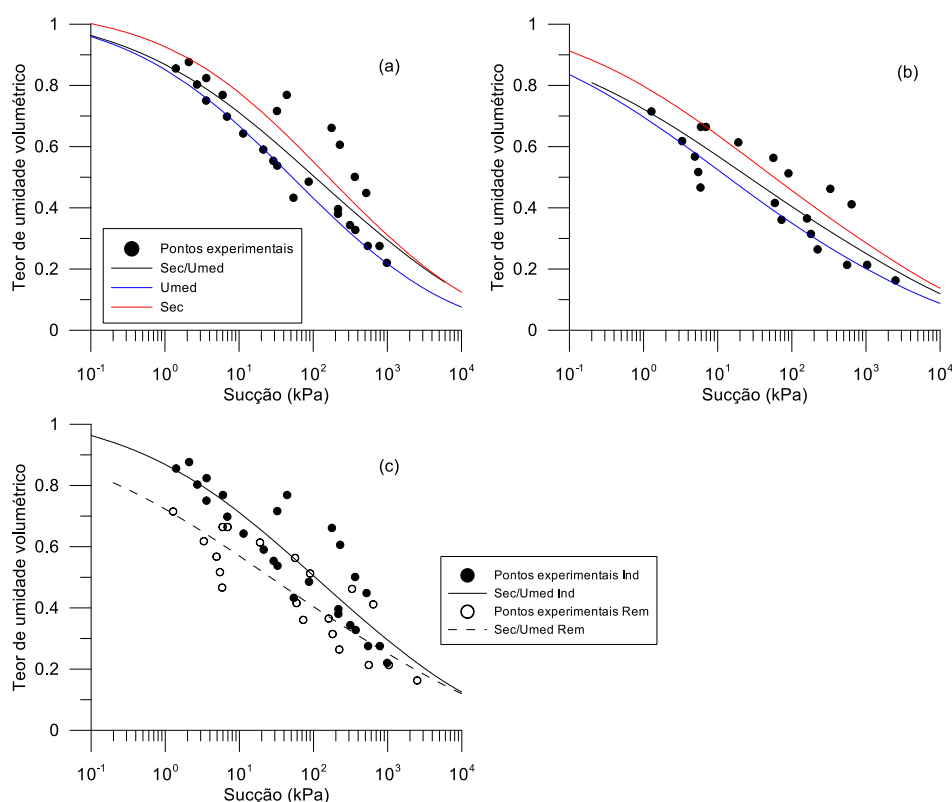 (a)
Teor de umidade volumétrico
1
0.8
0.6
0.4
0.2
0
Pontos experimentais
Sec/Umed
Umed
Sec
10-1 100 101 102 103 104
Sucção (kPa)
(b)
Teor de umidade volumétrico
1
0.8
0.6
0.4
0.2
0
10-1 100 101 102 103 104
Sucção (kPa)
(c)
Teor de umidade volumétrico
1
0.8
0.6
0.4
0.2
0
10-1 100 101 102 103 104
Sucção (kPa)
Pontos experimentais Ind
Sec/Umed Ind
Pontos experimentais Rem
Sec/Umed Rem